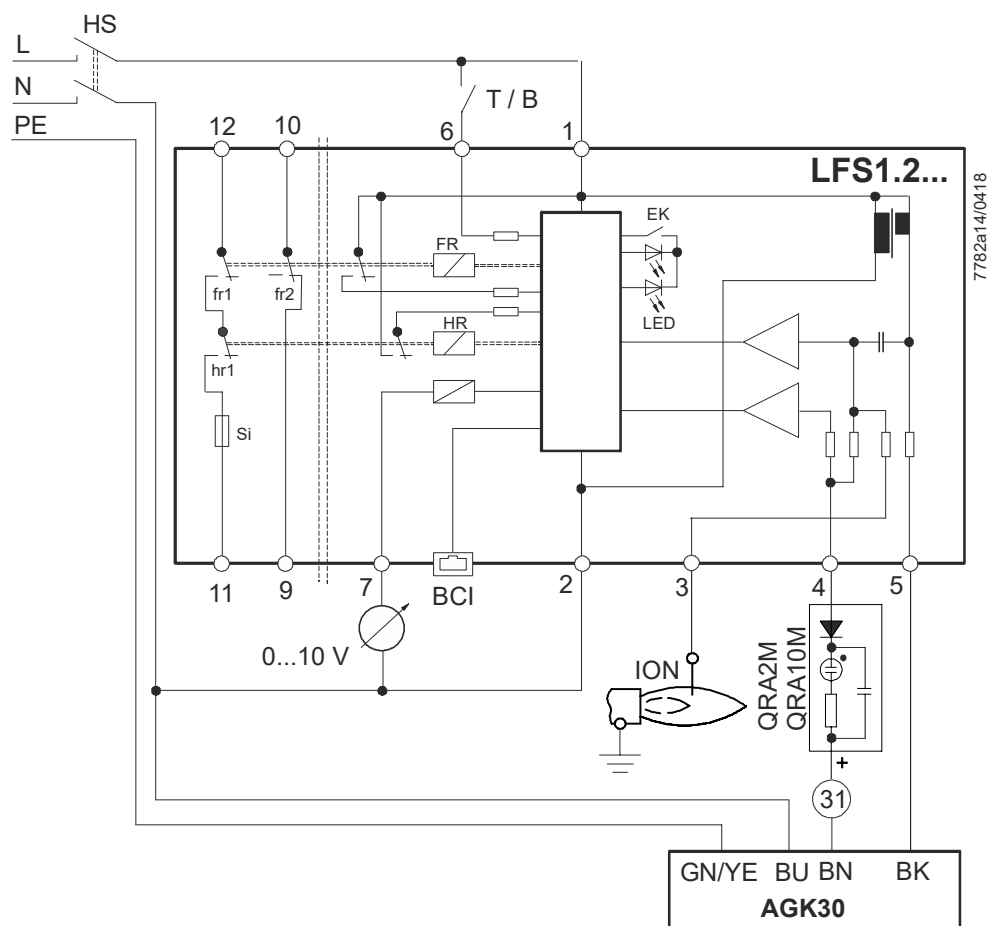 HS
L
N
T / B
PE
12
10
6
1
LFS1.2...
7782a14/0418
EK
FR
fr1
fr2
LED
HR
hr1
Si
11
9
7
BCI
2
3
4
5
0...10 V
ION
QRA2M
QRA10M
+
31
GN/YE BU BN BK
AGK30